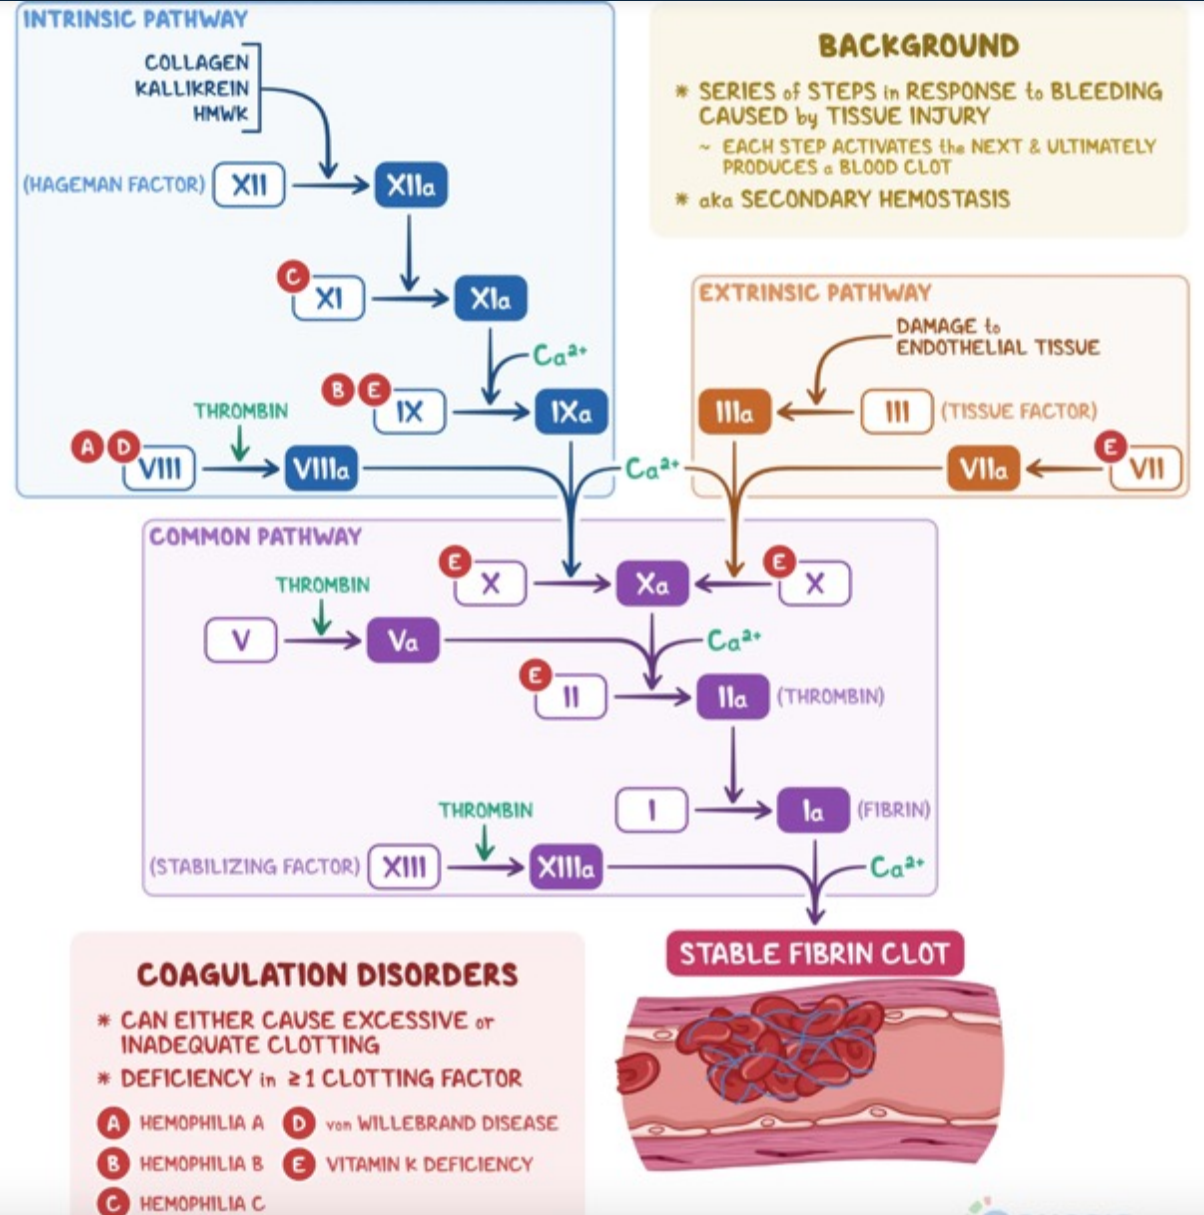 INTRINSIC PATHWAY
COLLAGEN
KALLIKREIN
HMWK
(HAGEMAN FACTOR) XII XIIa
C
XI XIa
Ca²⁺
B E
IX IXa
THROMBIN
A D
VIII VIIIa
Ca²⁺
BACKGROUND
* SERIES of STEPS in RESPONSE to BLEEDING
CAUSED by TISSUE INJURY
~ EACH STEP ACTIVATES the NEXT & ULTIMATELY
PRODUCES a BLOOD CLOT
* aka SECONDARY HEMOSTASIS
EXTRINSIC PATHWAY
DAMAGE to
ENDOTHELIAL TISSUE
IIIa III (TISSUE FACTOR)
E
VIIa VII
COMMON PATHWAY
E E
X Xa X
THROMBIN
V Va Ca²⁺
E
II IIa (THROMBIN)
I Ia (FIBRIN)
THROMBIN
(STABILIZING FACTOR) XIII XIIIa Ca²⁺
STABLE FIBRIN CLOT
COAGULATION DISORDERS
* CAN EITHER CAUSE EXCESSIVE or
INADEQUATE CLOTTING
* DEFICIENCY in ≥1 CLOTTING FACTOR
A HEMOPHILIA A D von WILLEBRAND DISEASE
B HEMOPHILIA B E VITAMIN K DEFICIENCY
C HEMOPHILIA C